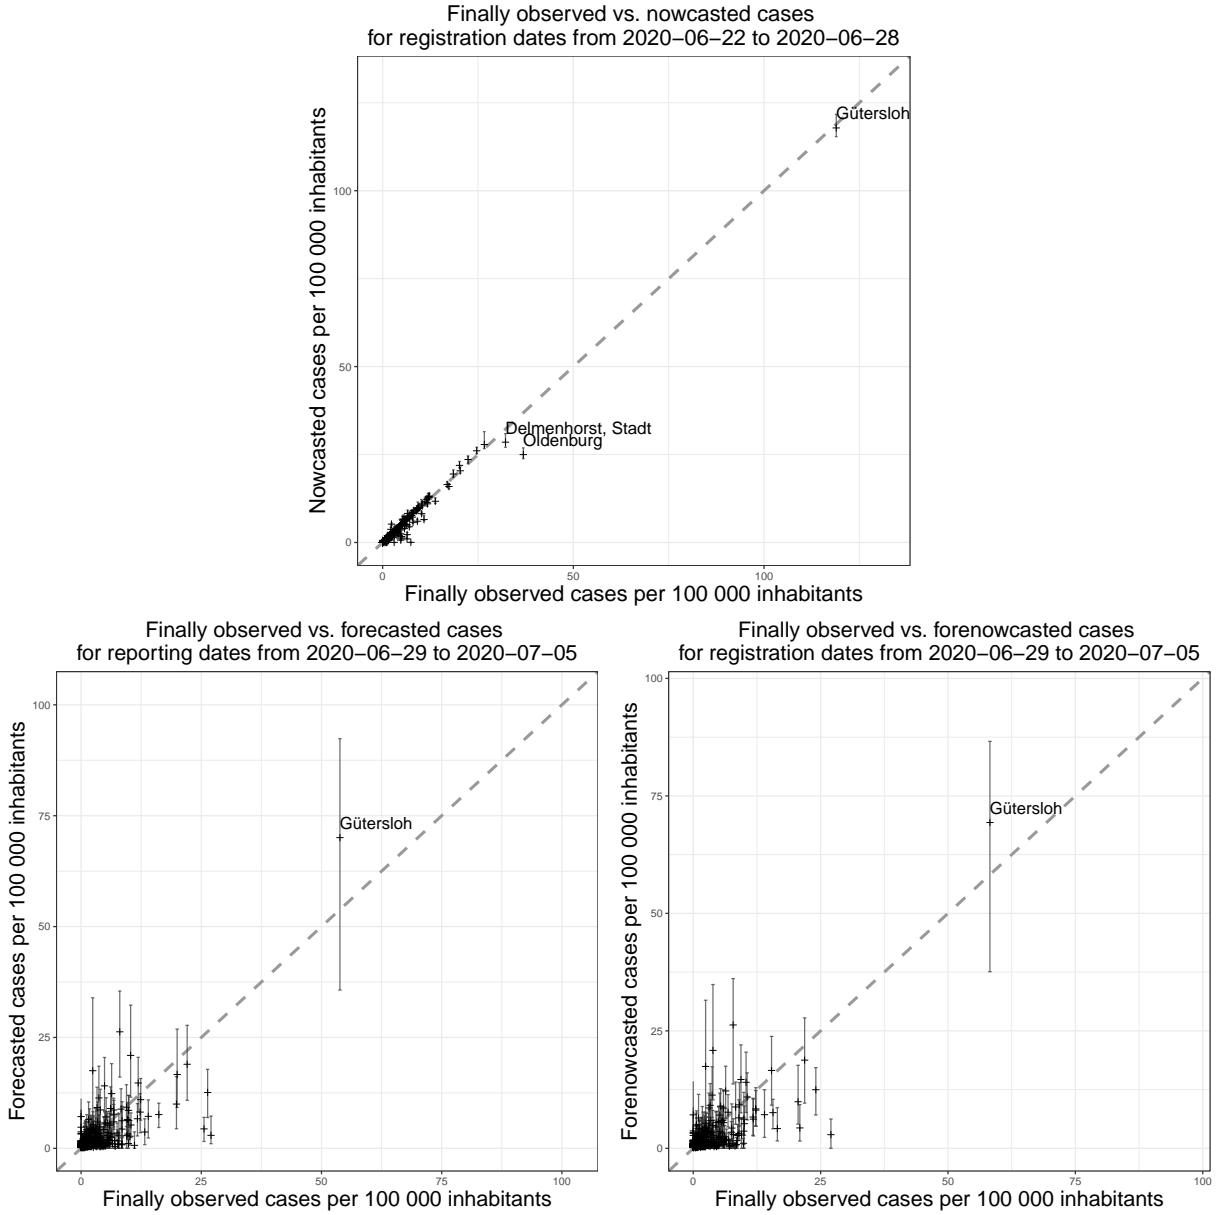 Finally observed vs. nowcasted cases
for registration dates from 2020−06−22 to 2020−06−28
Nowcasted cases per 100 000 inhabitants
100
50
0
Gütersloh
Delmenhorst, Stadt
Oldenburg
0 50 100
Finally observed cases per 100 000 inhabitants
Finally observed vs. forecasted cases
for reporting dates from 2020−06−29 to 2020−07−05
Forecasted cases per 100 000 inhabitants
100
75
50
25
0
Gütersloh
0 25 50 75 100
Finally observed cases per 100 000 inhabitants
Finally observed vs. forenowcasted cases
for registration dates from 2020−06−29 to 2020−07−05
Forenowcasted cases per 100 000 inhabitants
100
75
50
25
0
Gütersloh
0 25 50 75 100
Finally observed cases per 100 000 inhabitants